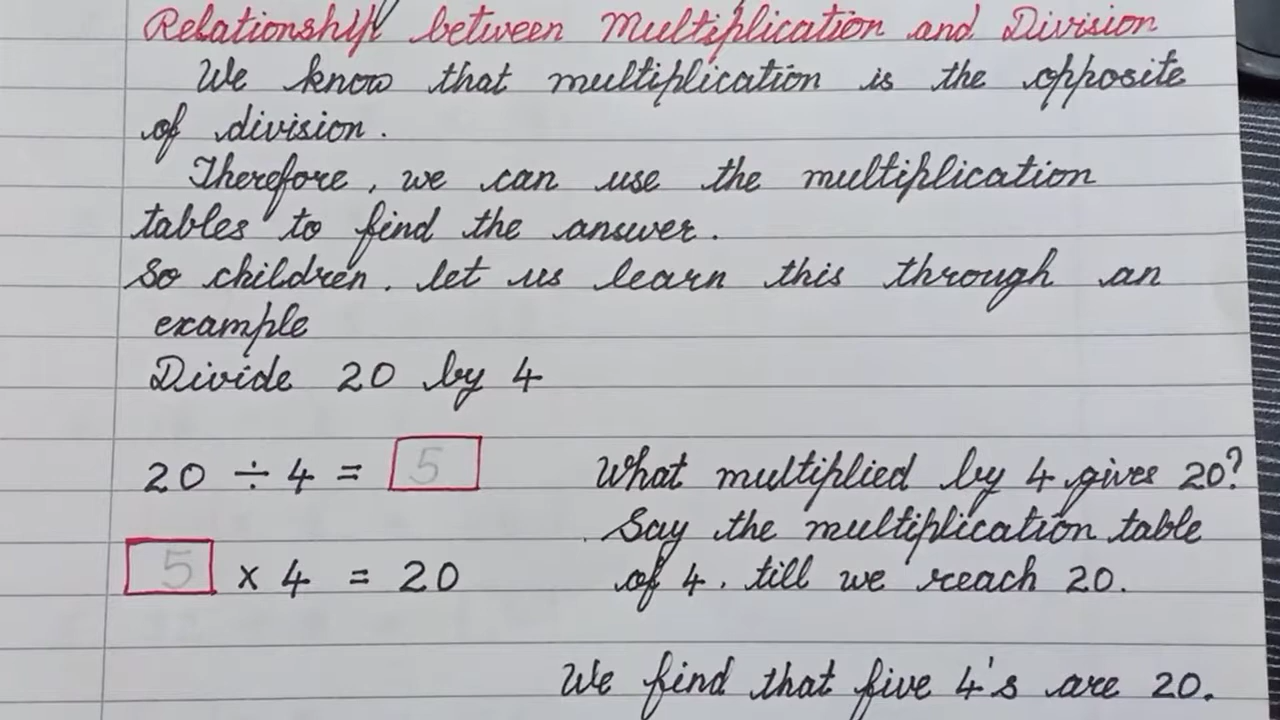 Relationship between Multiplication and Division
We know that multiplication is the opposite
of division.
Therefore, we can use the multiplication
tables to find the answer.
So children, let us learn this through an
example
Divide 20 by 4
20 ÷ 4 = 5
What multiplied by 4 gives 20?
Say the multiplication table
5 × 4 = 20
of 4, till we reach 20.
We find that five 4's are 20.